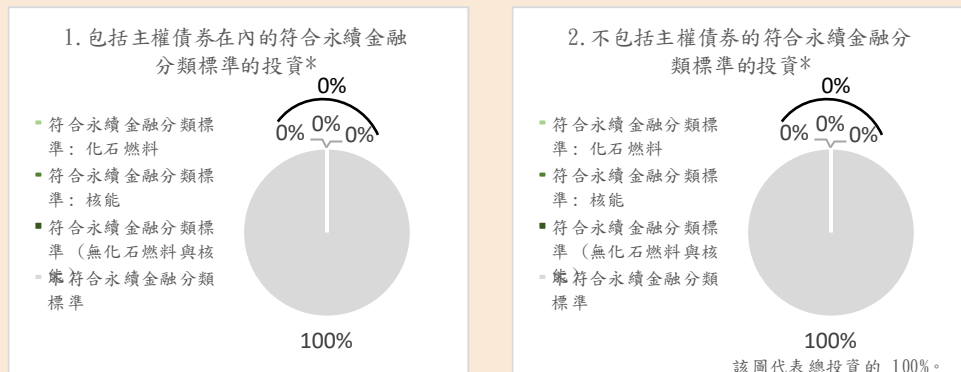 1.包括主權債券在內的符合永續金融
分類標準的投資*
0%
0% 0% 0%
符合永續金融分類標
準: 化石燃料
符合永續金融分類標
準: 核能
符合永續金融分類標
準 (無化石燃料與核
能)
未符合永續金融分類
標準
100%
2.不包括主權債券的符合永續金融分
類標準的投資*
0%
0% 0% 0%
符合永續金融分類標
準: 化石燃料
符合永續金融分類標
準: 核能
符合永續金融分類標
準 (無化石燃料與核
能)
未符合永續金融分類
標準
100%
該圖代表總投資的 100%。